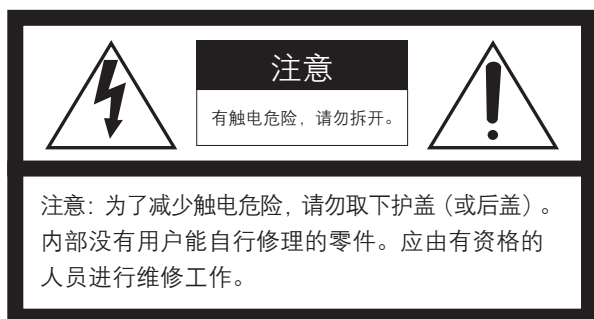 注意
有触电危险，请勿拆开。
注意：为了减少触电危险，请勿取下护盖（或后盖）。
内部没有用户能自行修理的零件。应由有资格的
人员进行维修工作。